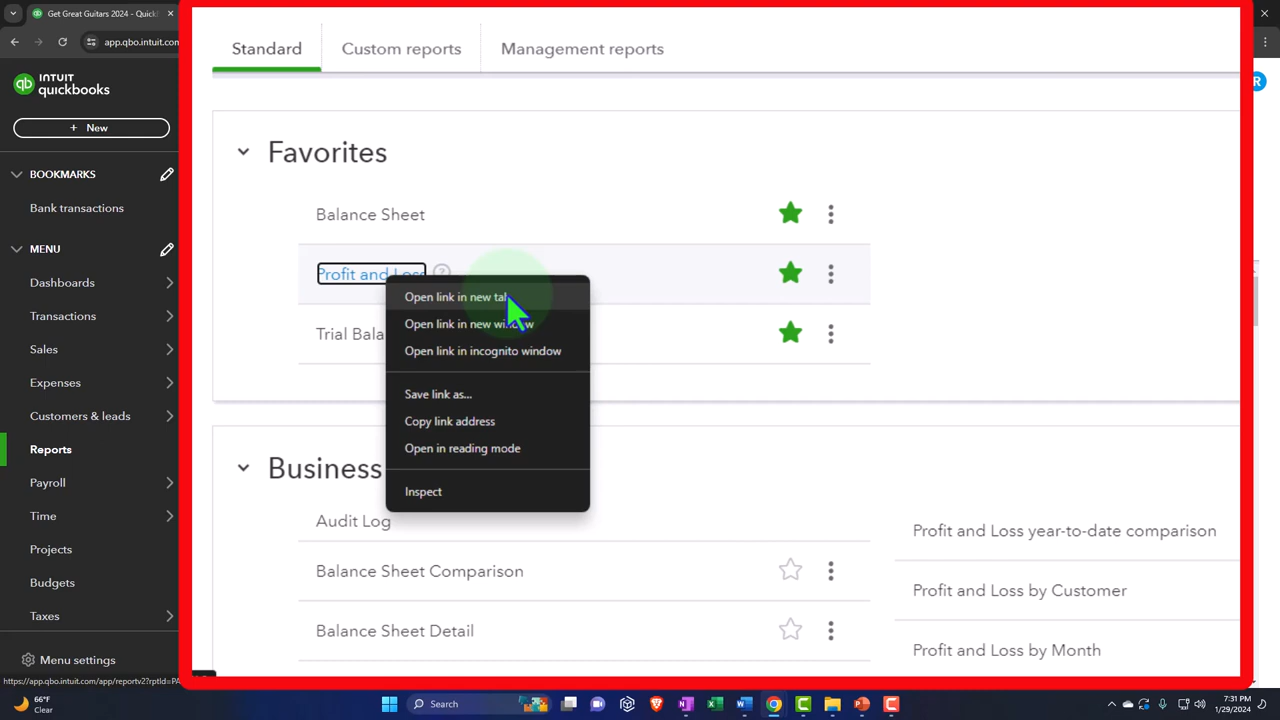 Get Great Guitars 2024 - Quick
app.qbo.intuit.com
INTUIT
quickbooks
+ New
BOOKMARKS
Bank transactions
MENU
Dashboards
Transactions
Sales
Expenses
Customers & leads
Reports
Payroll
Time
Projects
Budgets
Taxes
Menu settings
Standard
Custom reports
Management reports
Favorites
Balance Sheet
Profit and Loss
Open link in new tab
Open link in new window
Open link in incognito window
Save link as...
Copy link address
Open in reading mode
Inspect
Business
Audit Log
Balance Sheet Comparison
Balance Sheet Detail
Profit and Loss year-to-date comparison
Profit and Loss by Customer
Profit and Loss by Month
R
66°F
Clear
Search
7:31 PM
1/29/2024